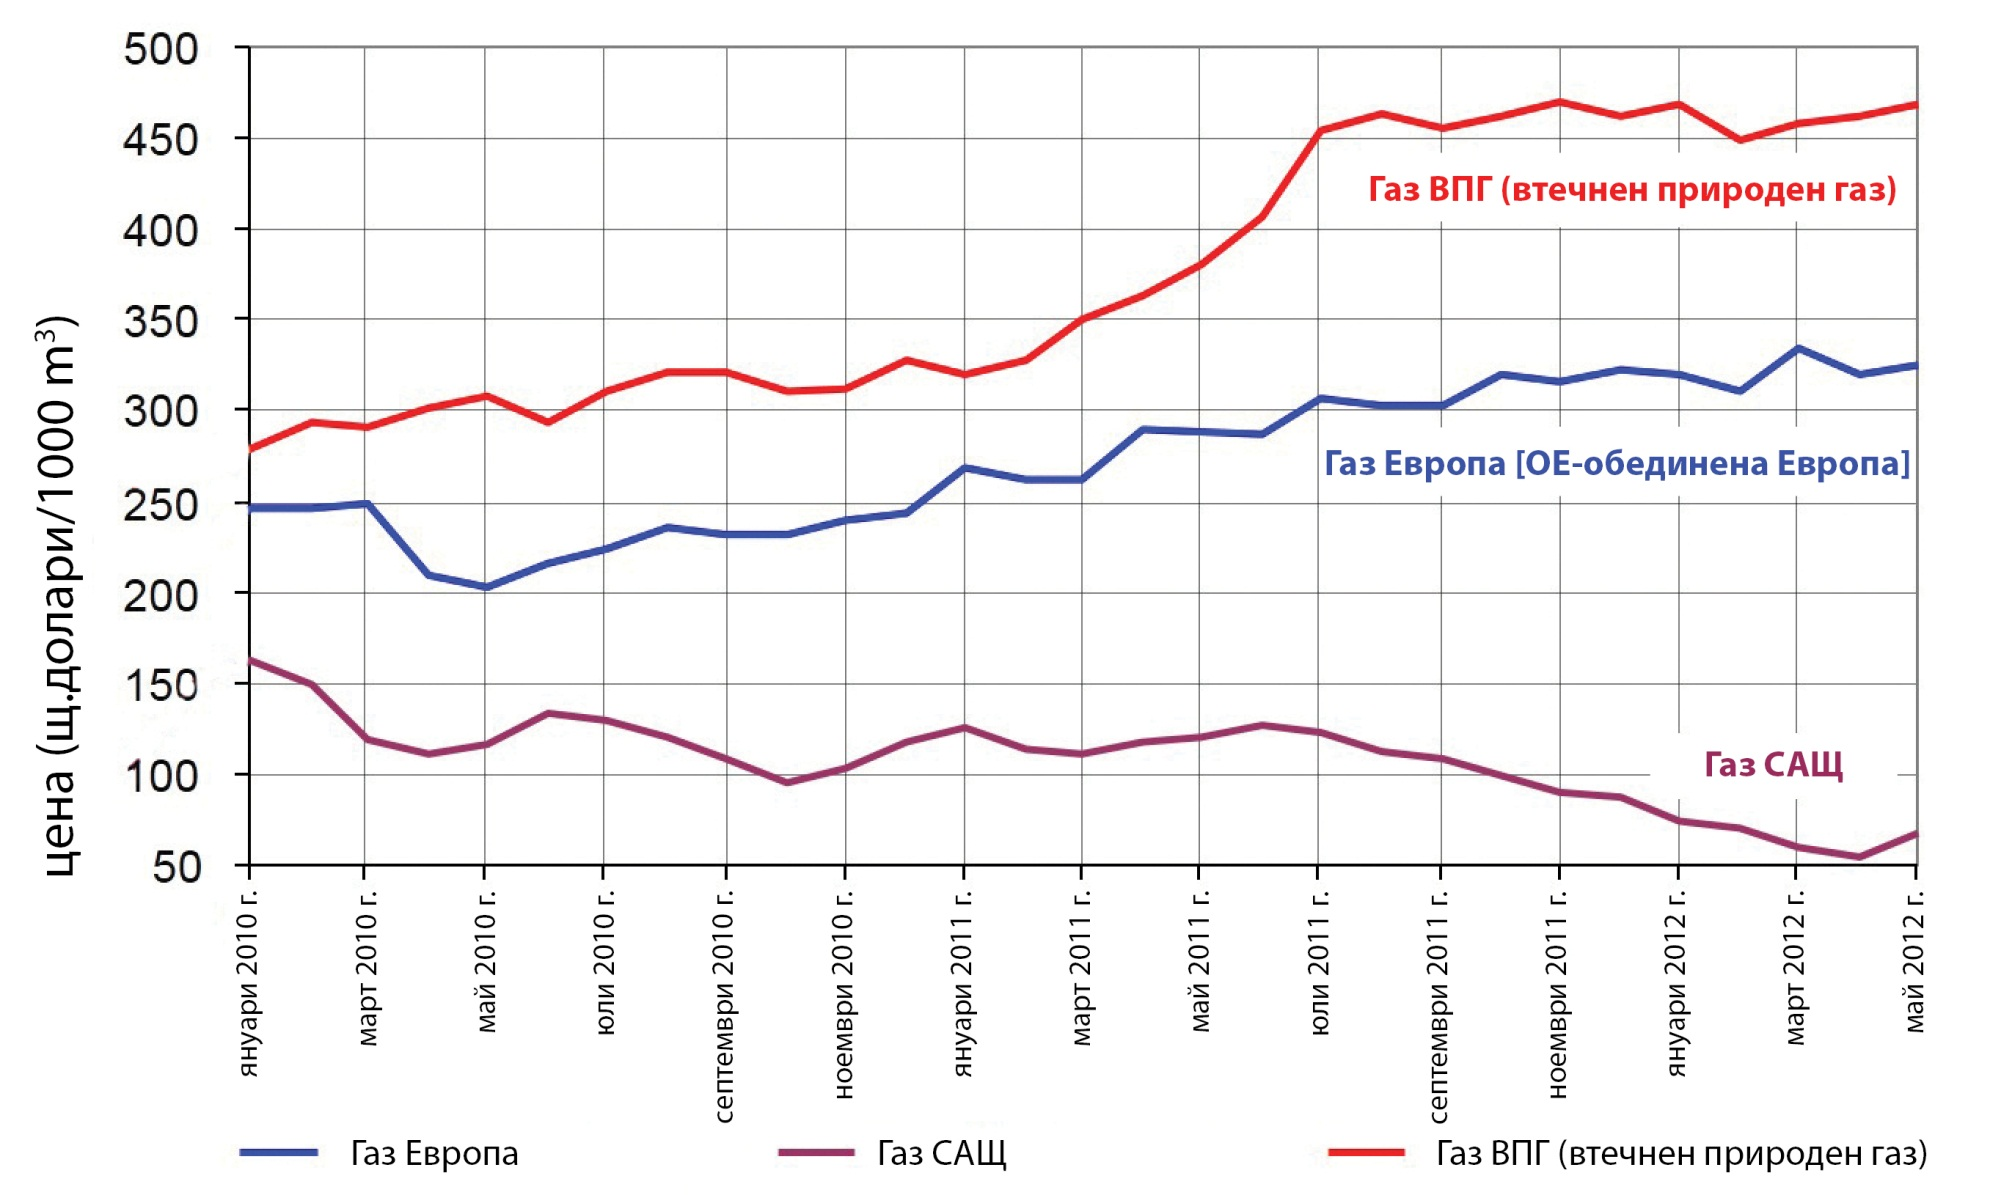 500
450
400
350
300
250
200
150
100
50
цена (щ.долари/1000 m³)
Газ ВПГ (втечнен природен газ)
Газ Европа [ОЕ-обединена Европа]
Газ САЩ
януари 2010 г.
март 2010 г.
май 2010 г.
юли 2010 г.
септември 2010 г.
ноември 2010 г.
януари 2011 г.
март 2011 г.
май 2011 г.
юли 2011 г.
септември 2011 г.
ноември 2011 г.
януари 2012 г.
март 2012 г.
май 2012 г.
Газ Европа
Газ САЩ
Газ ВПГ (втечнен природен газ)